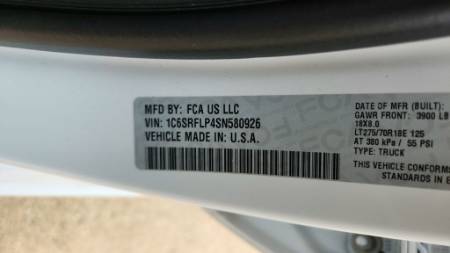 MFD BY: FCA US LLC
VIN: 1C6SRFLP4SN580926
VEHICLE MADE IN: U.S.A.
DATE OF MFR (BUILT):
GAWR FRONT: 3900 LB
18X8.0
LT275/70R18E 125
AT 380 kPa / 55 PSI
TYPE: TRUCK
THIS VEHICLE CONFORMS
STANDARDS IN E